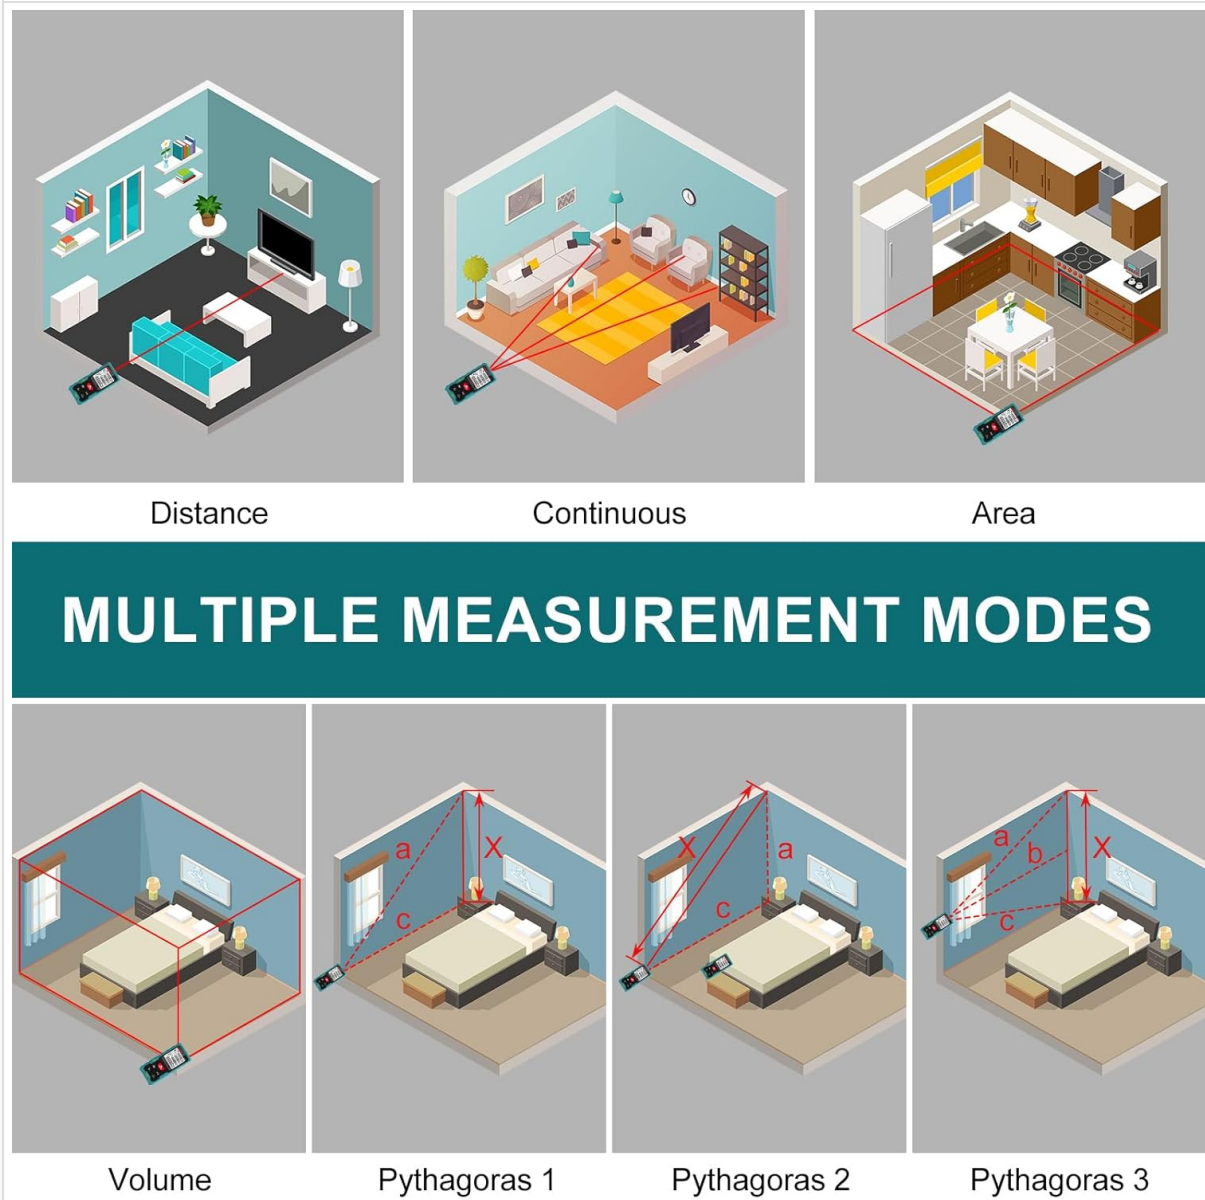 Distance
Continuous
Area
MULTIPLE MEASUREMENT MODES
a
X
c
X
a
c
a
b
X
c
Volume
Pythagoras 1
Pythagoras 2
Pythagoras 3